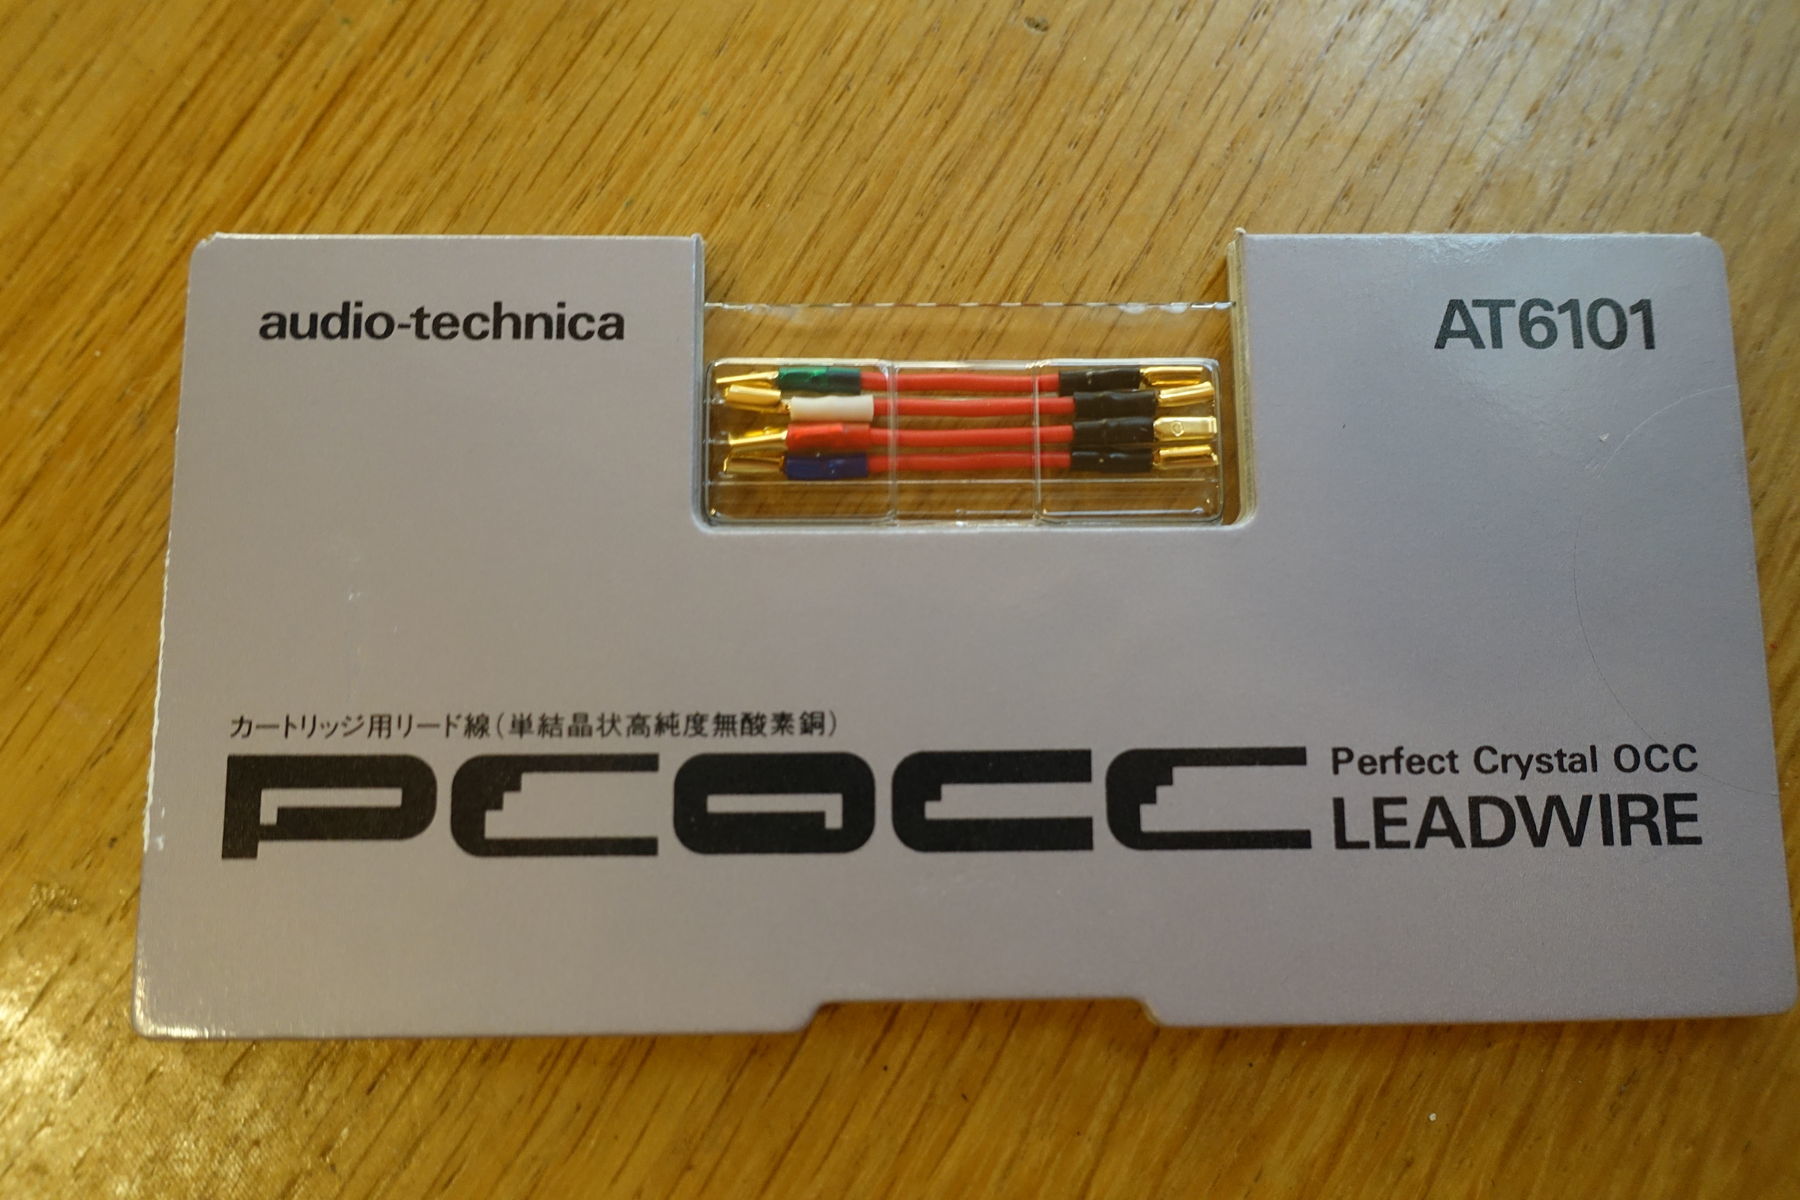 audio-technica
AT6101
カートリッジ用リード線(単結晶状高純度無酸素銅)
PCOCC
Perfect Crystal OCC
LEADWIRE